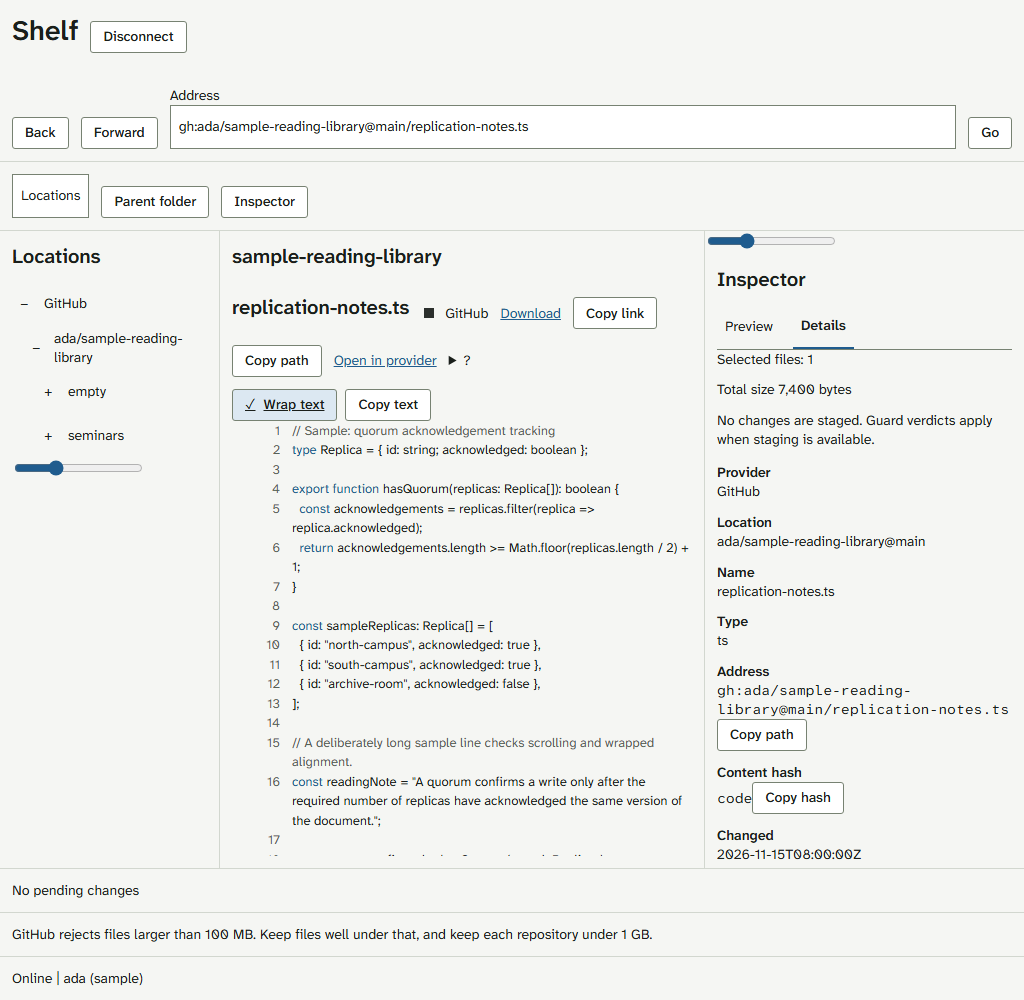 Shelf
Disconnect
Address
Back
Forward
gh:ada/sample-reading-library@main/replication-notes.ts
Go
Locations
Parent folder
Inspector
Locations
– GitHub
– ada/sample-reading-
library
+ empty
+ seminars
sample-reading-library
replication-notes.ts
GitHub
Download
Copy link
Copy path
Open in provider
?
✓ Wrap text
Copy text
1 // Sample: quorum acknowledgement tracking
2 type Replica = { id: string; acknowledged: boolean };
3
4 export function hasQuorum(replicas: Replica[]): boolean {
5 const acknowledgements = replicas.filter(replica =>
replica.acknowledged);
6 return acknowledgements.length >= Math.floor(replicas.length / 2) +
1;
7 }
8
9 const sampleReplicas: Replica[] = [
10 { id: "north-campus", acknowledged: true },
11 { id: "south-campus", acknowledged: true },
12 { id: "archive-room", acknowledged: false },
13 ];
14
15 // A deliberately long sample line checks scrolling and wrapped
alignment.
16 const readingNote = "A quorum confirms a write only after the
required number of replicas have acknowledged the same version of
the document.";
17
Inspector
Preview
Details
Selected files: 1
Total size 7,400 bytes
No changes are staged. Guard verdicts apply
when staging is available.
Provider
GitHub
Location
ada/sample-reading-library@main
Name
replication-notes.ts
Type
ts
Address
gh:ada/sample-reading-
library@main/replication-notes.ts
Copy path
Content hash
code
Copy hash
Changed
2026-11-15T08:00:00Z
No pending changes
GitHub rejects files larger than 100 MB. Keep files well under that, and keep each repository under 1 GB.
Online | ada (sample)